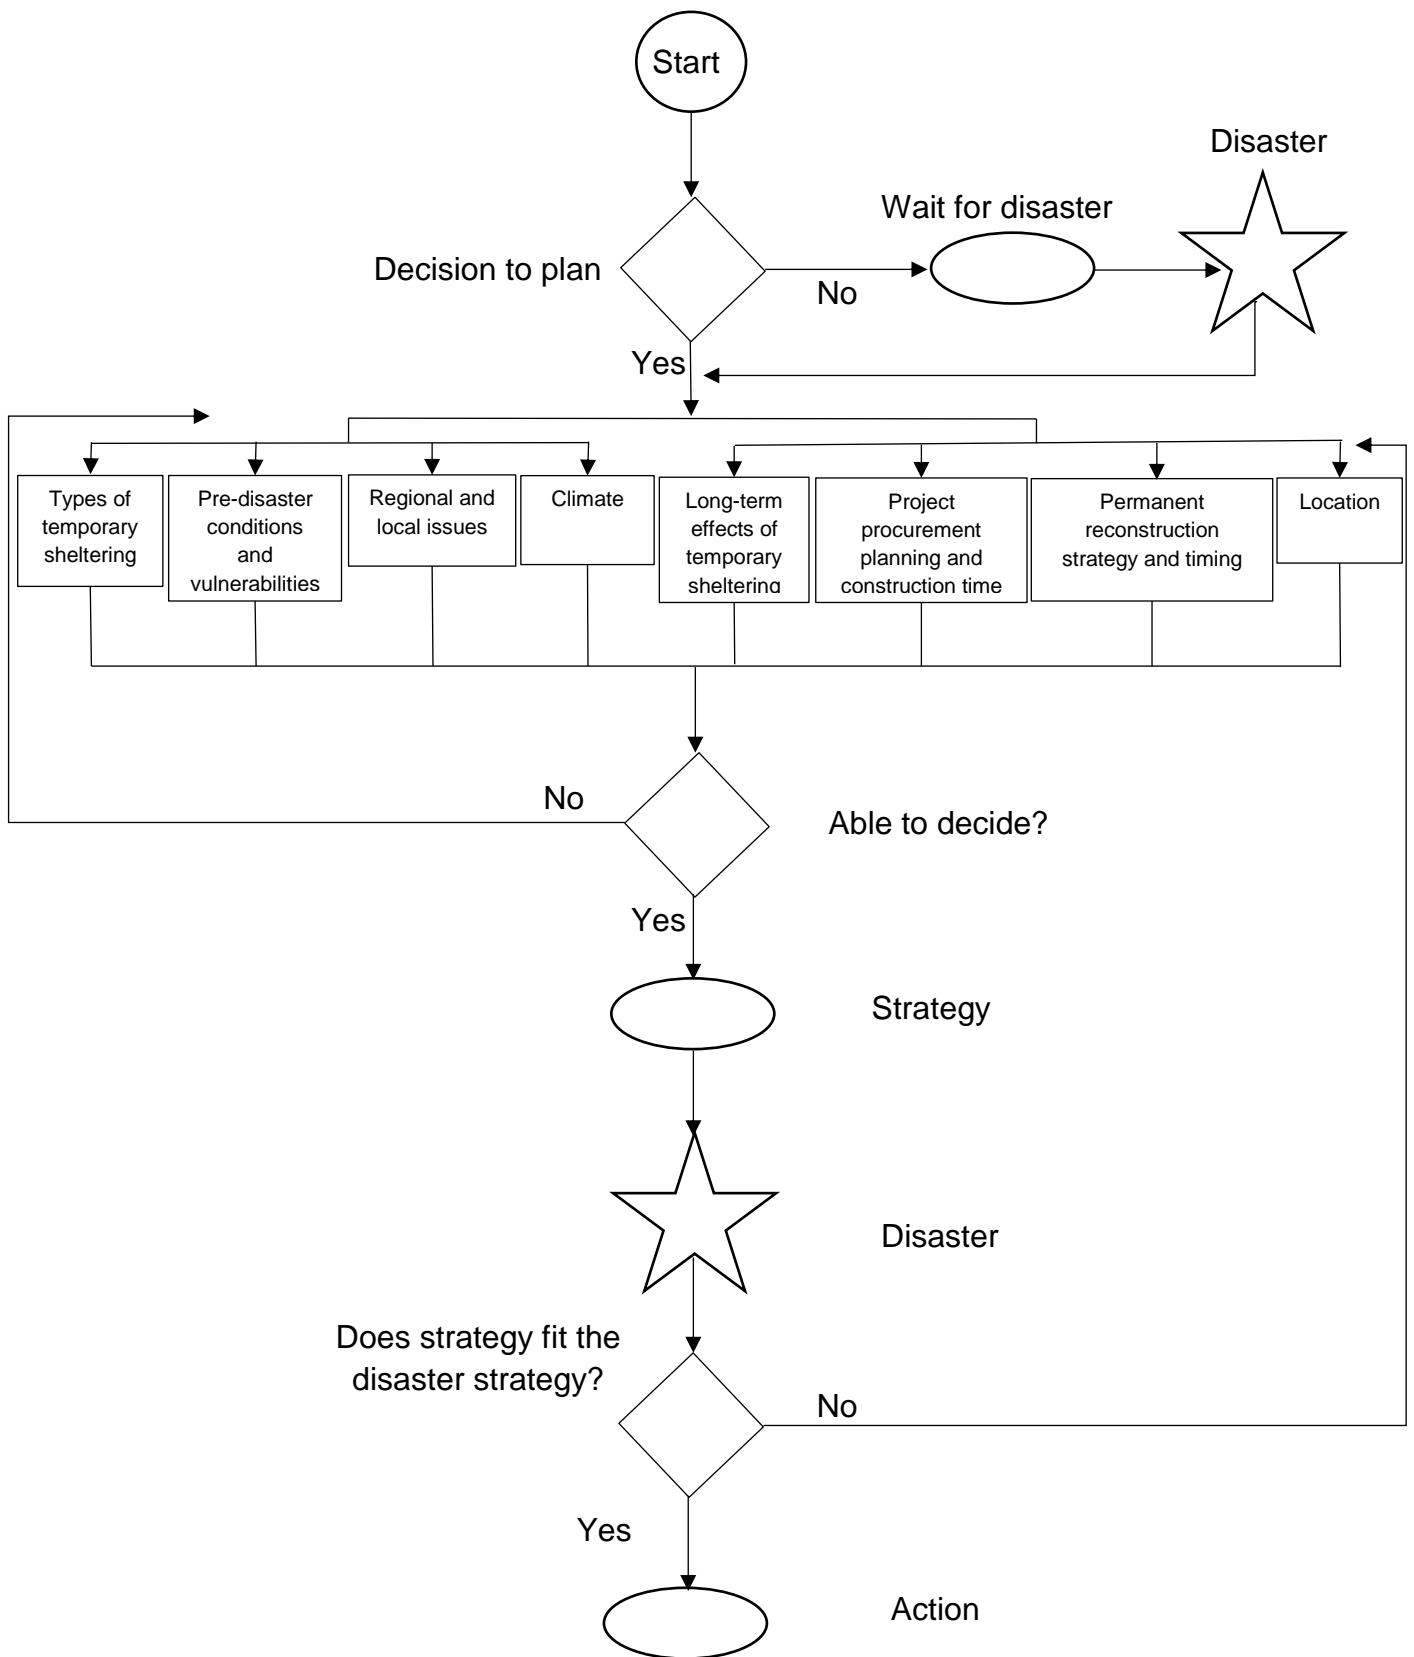 Start
Disaster
Wait for disaster
Decision to plan
No
Yes
Types of
temporary
sheltering
Pre-disaster
conditions
and
vulnerabilities
Regional and
local issues
Climate
Long-term
effects of
temporary
sheltering
Project
procurement
planning and
construction time
Permanent
reconstruction
strategy and timing
Location
No
Able to decide?
Yes
Strategy
Disaster
Does strategy fit the
disaster strategy?
No
Yes
Action